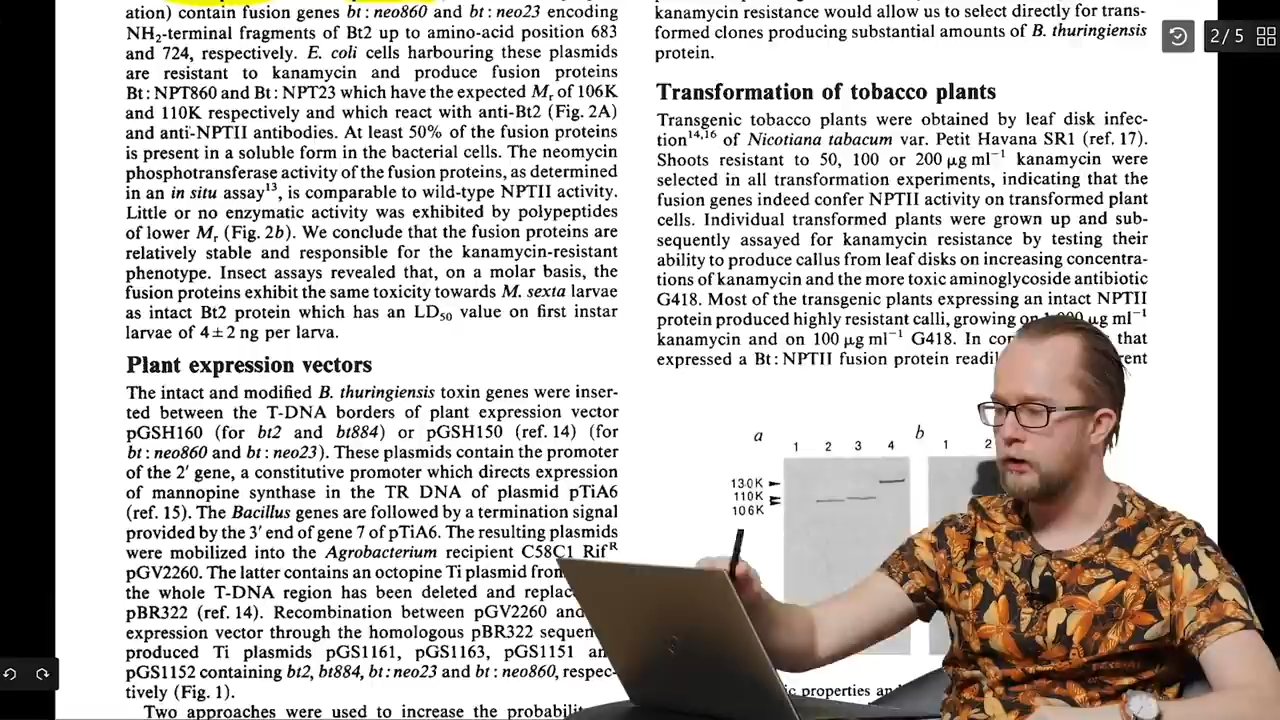 ation) contain fusion genes bt : neo860 and bt : neo23 encoding
NH₂-terminal fragments of Bt2 up to amino-acid position 683
and 724, respectively. E. coli cells harbouring these plasmids
are resistant to kanamycin and produce fusion proteins
Bt : NPT860 and Bt : NPT23 which have the expected Mᵣ of 106K
and 110K respectively and which react with anti-Bt2 (Fig. 2A)
and anti-NPTII antibodies. At least 50% of the fusion proteins
is present in a soluble form in the bacterial cells. The neomycin
phosphotransferase activity of the fusion proteins, as determined
in an in situ assay¹³, is comparable to wild-type NPTII activity.
Little or no enzymatic activity was exhibited by polypeptides
of lower Mᵣ (Fig. 2b). We conclude that the fusion proteins are
relatively stable and responsible for the kanamycin-resistant
phenotype. Insect assays revealed that, on a molar basis, the
fusion proteins exhibit the same toxicity towards M. sexta larvae
as intact Bt2 protein which has an LD₅₀ value on first instar
larvae of 4 ± 2 ng per larva.
Plant expression vectors
The intact and modified B. thuringiensis toxin genes were inser-
ted between the T-DNA borders of plant expression vector
pGSH160 (for bt2 and bt884) or pGSH150 (ref. 14) (for
bt : neo860 and bt : neo23). These plasmids contain the promoter
of the 2' gene, a constitutive promoter which directs expression
of mannopine synthase in the TR DNA of plasmid pTiA6
(ref. 15). The Bacillus genes are followed by a termination signal
provided by the 3' end of gene 7 of pTiA6. The resulting plasmids
were mobilized into the Agrobacterium recipient C58C1 Rifᴿ
pGV2260. The latter contains an octopine Ti plasmid
the whole T-DNA region has been deleted and
pBR322 (ref. 14). Recombination between pGV2260 and
expression vector through the homologous pBR322
produced Ti plasmids pGS1161, pGS1163, pGS1151
pGS1152 containing bt2, bt884, bt : neo23 and bt : neo860, respec-
tively (Fig. 1).
Two approaches were used to increase the
kanamycin resistance would allow us to select directly for trans-
formed clones producing substantial amounts of B. thuringiensis
protein.
Transformation of tobacco plants
Transgenic tobacco plants were obtained by leaf disk infec-
tion¹⁴,¹⁶ of Nicotiana tabacum var. Petit Havana SR1 (ref. 17).
Shoots resistant to 50, 100 or 200 μg ml⁻¹ kanamycin were
selected in all transformation experiments, indicating that the
fusion genes indeed confer NPTII activity on transformed plant
cells. Individual transformed plants were grown up and sub-
sequently assayed for kanamycin resistance by testing their
ability to produce callus from leaf disks on increasing concentra-
tions of kanamycin and the more toxic aminoglycoside antibiotic
G418. Most of the transgenic plants expressing an intact NPTII
protein produced highly resistant calli, growing on μg ml⁻¹
kanamycin and on 100 μg ml⁻¹ G418. In that
expressed a Bt : NPTII fusion protein
a b
1 2 3 4 1 2
130K
110K
106K
properties
2/5